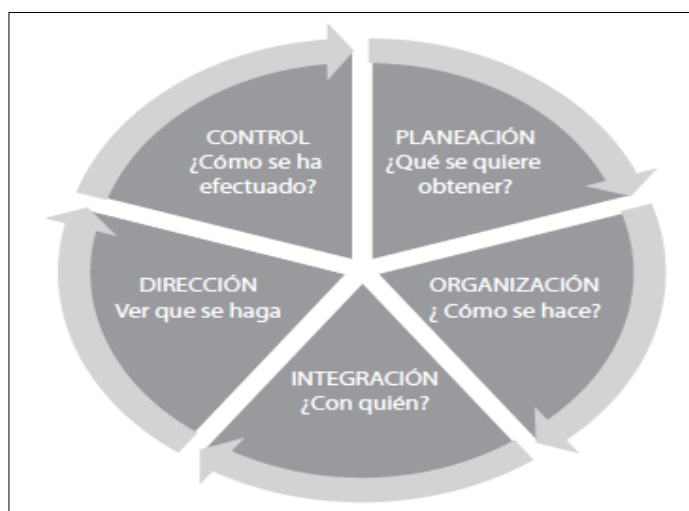 PLANEACIÓN
¿Qué se quiere
obtener?
ORGANIZACIÓN
¿ Cómo se hace?
INTEGRACIÓN
¿Con quién?
DIRECCIÓN
Ver que se haga
CONTROL
¿Cómo se ha
efectuado?